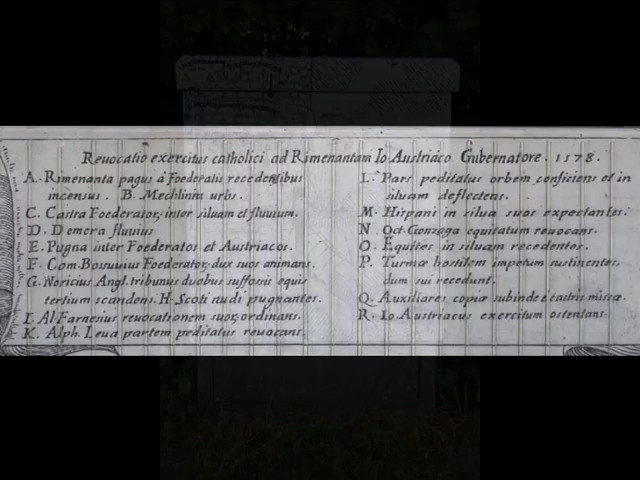 Reuocatio exercitus catholici ad Rimenantam Io Austriaco Gubernatore. 1578.
A. Rimenanta pagus à Foederatis recedentibus
incensus. B. Mechlinia urbs.
C. Castra Foederator, inter siluam et fluuium.
D. Demera fluuius
E. Pugna inter Foederatos et Austriacos.
F. Com. Bossuuius Foederator, dux suos animans.
G. Noricius Angl. tribunus duobus suffossis equis
tertium scandens. H. Scoti nudi pugnantes.
I. Al Farnesius reuocationem suor, ordinans.
K. Alph. Leua partem peditatus reuocans.
L. Pars peditatus orbem conficiens et in
siluam deflectens.
M. Hispani in silua suos expectantes.
N. Oct. Gonzaga equitatum reuocans.
O. Equites in siluam recedentes.
P. Turmae hostilem impetum sustinentes,
dum sui recedunt.
Q. Auxiliares copiae subinde è castris missae.
R. Io Austriacus exercitum ostentans.